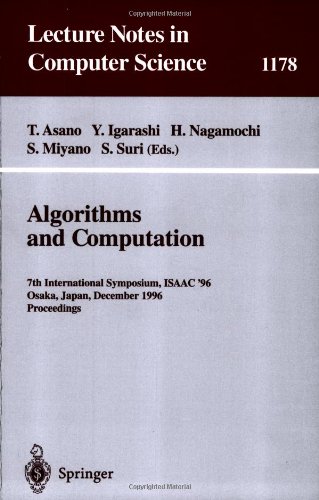 Lecture Notes in
Computer Science 1178
T. Asano Y. Igarashi H. Nagamochi
S. Miyano S. Suri (Eds.)
Algorithms
and Computation
7th International Symposium, ISAAC '96
Osaka, Japan, December 1996
Proceedings
Springer